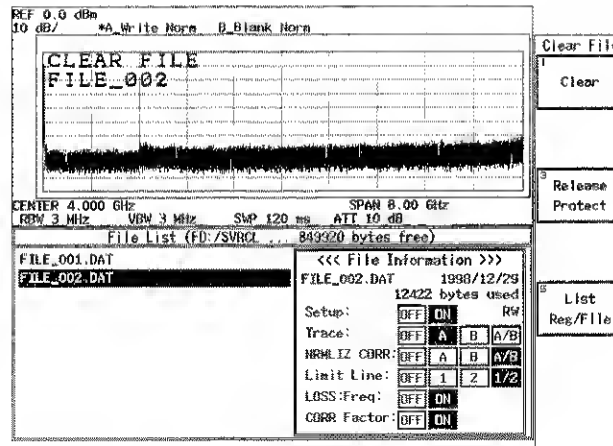 REF 0.0 dBm
10 dB/ *A_Write Norm B_Blank Norm
CLEAR FILE
FILE_002
CENTER 4.000 GHz SPAN 8.00 GHz
RBW 3 MHz VBW 3 MHz SWP 120 ms ATT 10 dB
File List (FD:/SVRCL ... 849920 bytes free)
FILE_001.DAT
FILE_002.DAT
<<< File Information >>>
FILE_002.DAT 1998/12/29
12422 bytes used
Setup: OFF ON RW
Trace: OFF A B A/B
NRMLIZ CORR: OFF A B A/B
Limit Line: OFF 1 2 1/2
LOSS:Freq: OFF ON
CORR Factor: OFF ON
Clear File
1
Clear
3
Release
Protect
5
List
Reg/File